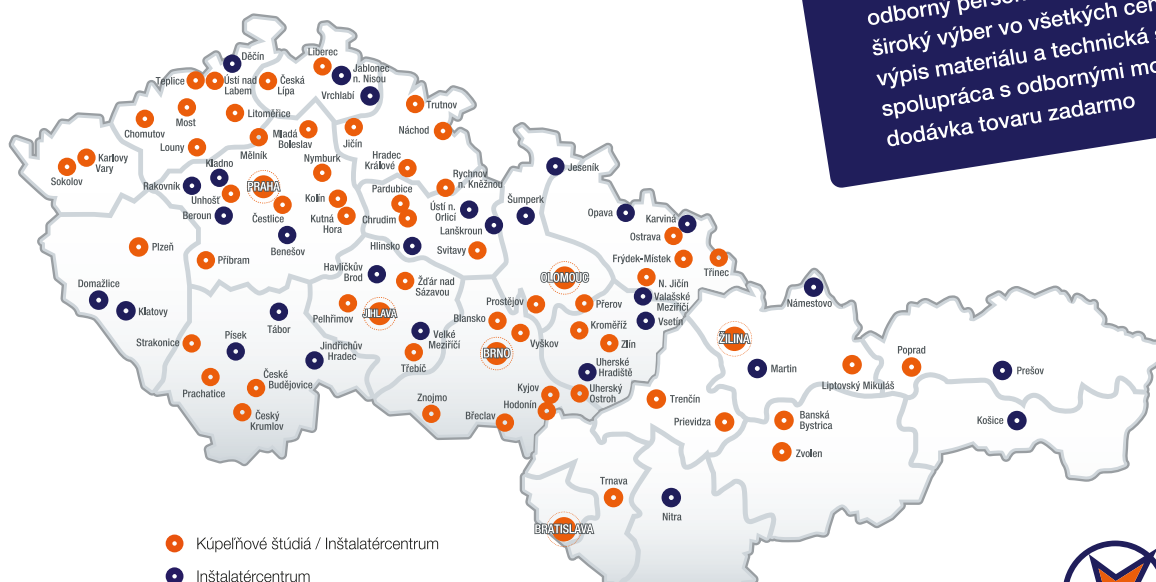 odborný
široký výber vo všetkých
výpis materiálu a technická
spolupráca s odbornými
dodávka tovaru zadarmo
Děčín
Liberec
Teplice
Ústí nad
Labem
Česká
Lípa
Jablonec
n. Nisou
Vrchlabí
Most
Litoměřice
Trutnov
Chomutov
Louny
Mělník
Mladá
Boleslav
Jičín
Náchod
Karlovy
Vary
Sokolov
Kladno
Rakovník
Unhošť
Beroun
PRAHA
Nymburk
Kolín
Kutná
Hora
Čestlice
Benešov
Hradec
Králové
Pardubice
Chrudim
Hlinsko
Rychnov
n. Kněžnou
Ústí n.
Orlicí
Lanškroun
Svitavy
Jeseník
Šumperk
Opava
Karviná
Ostrava
Frýdek-Místek
Třinec
Plzeň
Příbram
Domažlice
Klatovy
Havlíčkův
Brod
Žďár nad
Sázavou
Pelhřimov
JIHLAVA
Prostějov
OLOMOUC
Přerov
N. Jičín
Valašské
Meziříčí
Vsetín
Námestovo
Strakonice
Písek
Tábor
Jindřichův
Hradec
Velké
Meziříčí
Třebíč
Blansko
BRNO
Vyškov
Kroměříž
Zlín
Uherské
Hradiště
Uherský
Ostroh
ŽILINA
Martin
Liptovský Mikuláš
Poprad
Prešov
Košice
Prachatice
České
Budějovice
Český
Krumlov
Znojmo
Břeclav
Kyjov
Hodonín
Trenčín
Prievidza
Banská
Bystrica
Zvolen
Trnava
Nitra
BRATISLAVA
Kúpeľňové štúdiá / Inštalatércentrum
Inštalatércentrum